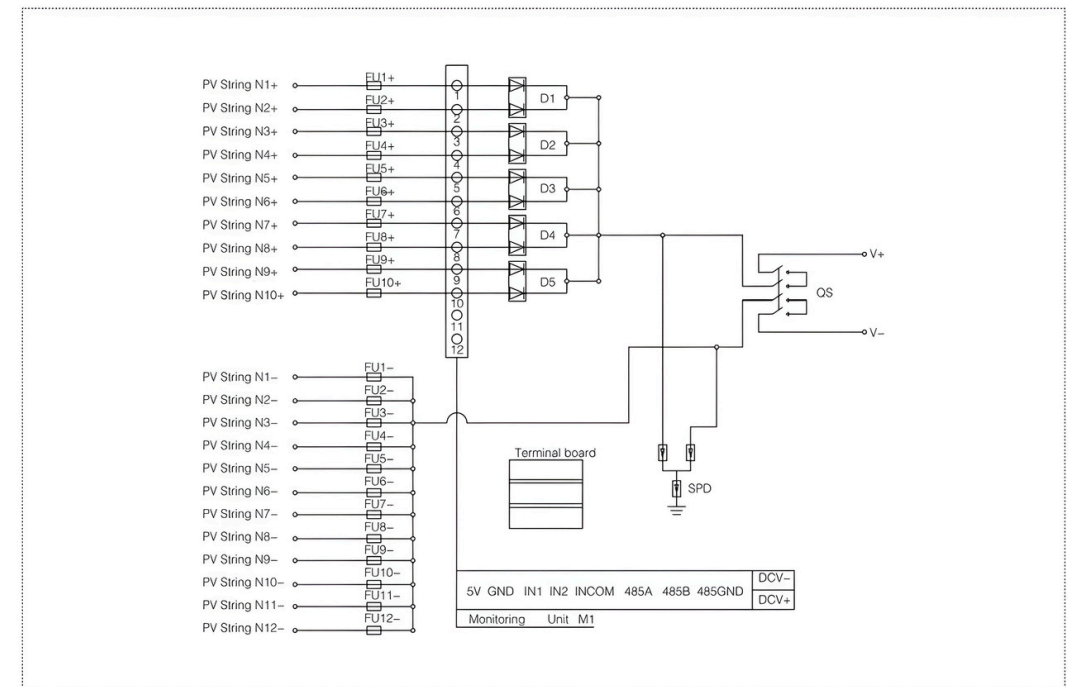 PV String N1+ FU1+ 1 D1
PV String N2+ FU2+ 2
PV String N3+ FU3+ 3 D2
PV String N4+ FU4+ 4
PV String N5+ FU5+ 5 D3
PV String N6+ FU6+ 6
PV String N7+ FU7+ 7 D4
PV String N8+ FU8+ 8
PV String N9+ FU9+ 9 D5
PV String N10+ FU10+ 10
11
12
V+
QS
V−
PV String N1− FU1−
PV String N2− FU2−
PV String N3− FU3−
PV String N4− FU4−
PV String N5− FU5−
PV String N6− FU6−
PV String N7− FU7−
PV String N8− FU8−
PV String N9− FU9−
PV String N10− FU10−
PV String N11− FU11−
PV String N12− FU12−
Terminal board
SPD
5V GND IN1 IN2 INCOM 485A 485B 485GND
DCV−
DCV+
Monitoring Unit M1